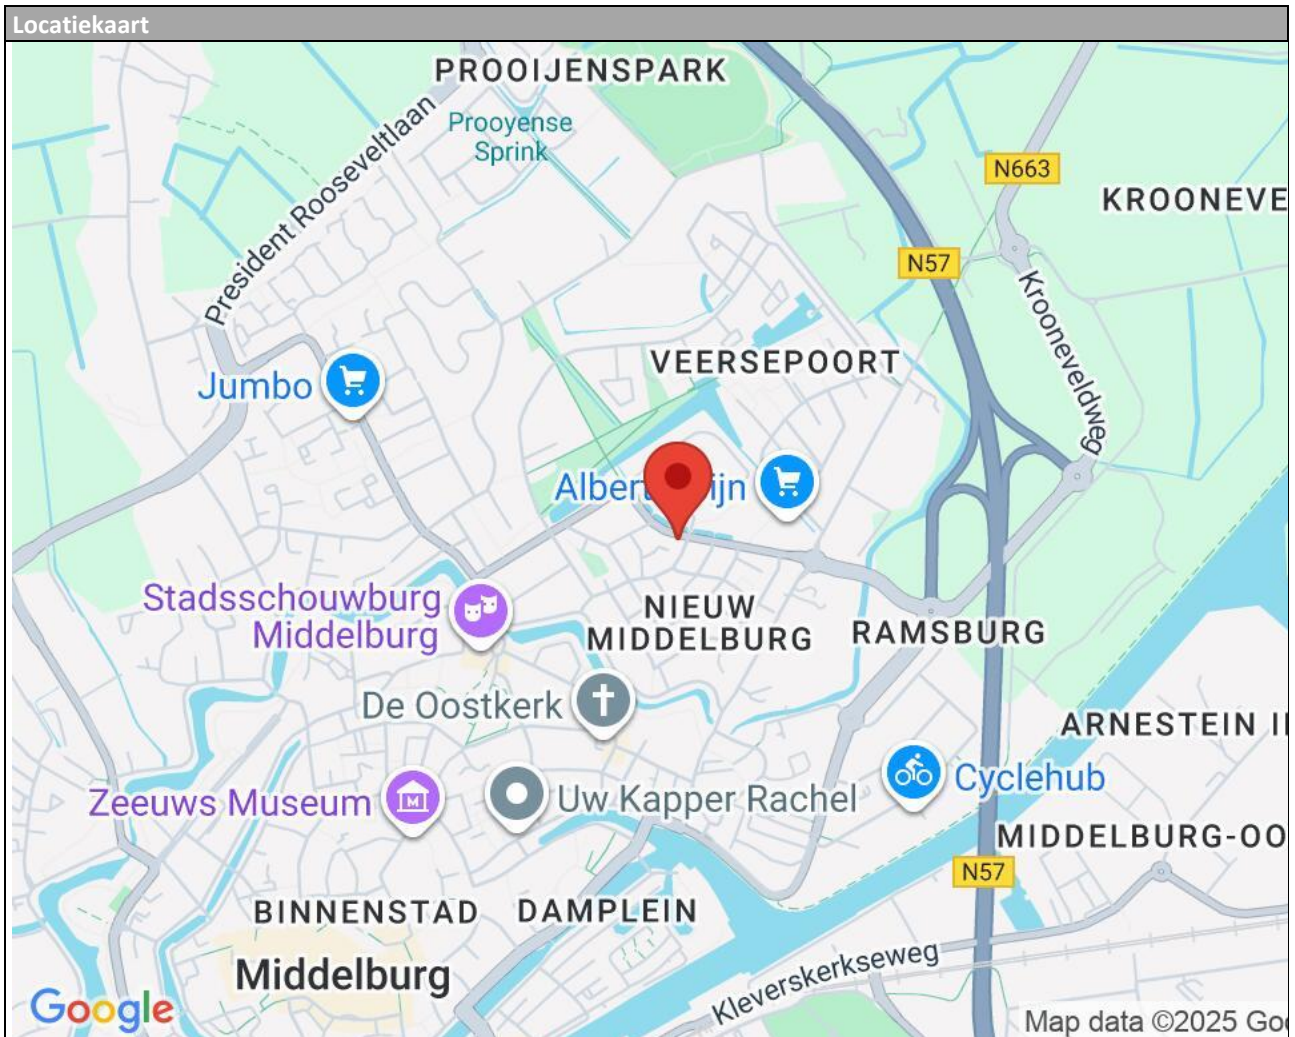 Locatiekaart
PROOIJENSPARK
Prooyense
Sprink
President Rooseveltlaan
N663
KROONEVE
N57
Krooneveldweg
VEERSEPOORT
Jumbo
Albert
ijn
Stadsschouwburg
Middelburg
NIEUW
MIDDELBURG
RAMSBURG
De Oostkerk
ARNESTEIN I
Zeeuws Museum
Uw Kapper Rachel
Cyclehub
MIDDELBURG-OO
N57
BINNENSTAD
DAMPLEIN
Middelburg
Kleverskerkseweg
Google
Map data ©2025 Goo